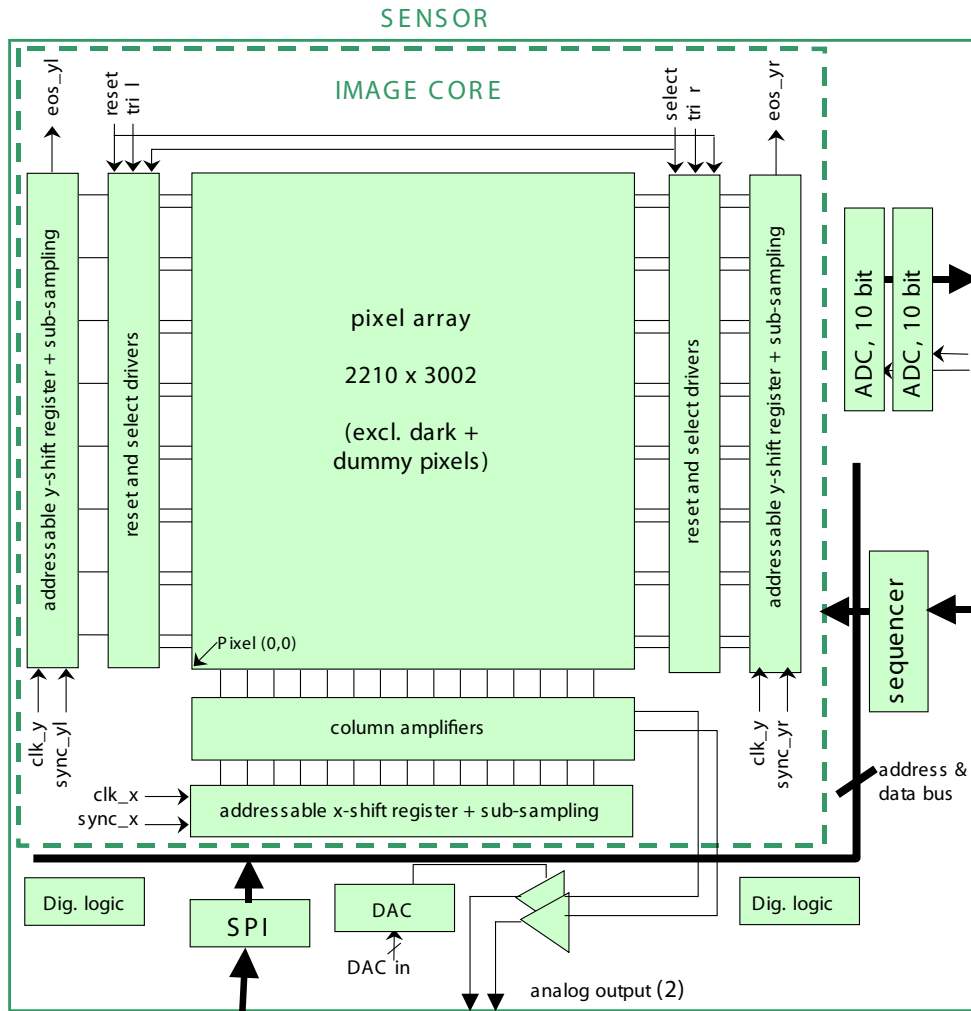 SENSOR
IMAGE CORE
eos_yl
reset
tri_l
select
tri_r
eos_yr
addressable y-shift register + sub-sampling
reset and select drivers
pixel array
2210 x 3002
(excl. dark +
dummy pixels)
reset and select drivers
addressable y-shift register + sub-sampling
ADC, 10 bit
ADC, 10 bit
sequencer
Pixel (0,0)
clk_y
sync_yl
column amplifiers
clk_y
sync_yr
address &
data bus
clk_x
sync_x
addressable x-shift register + sub-sampling
Dig. logic
SPI
DAC
DAC in
Dig. logic
analog output (2)